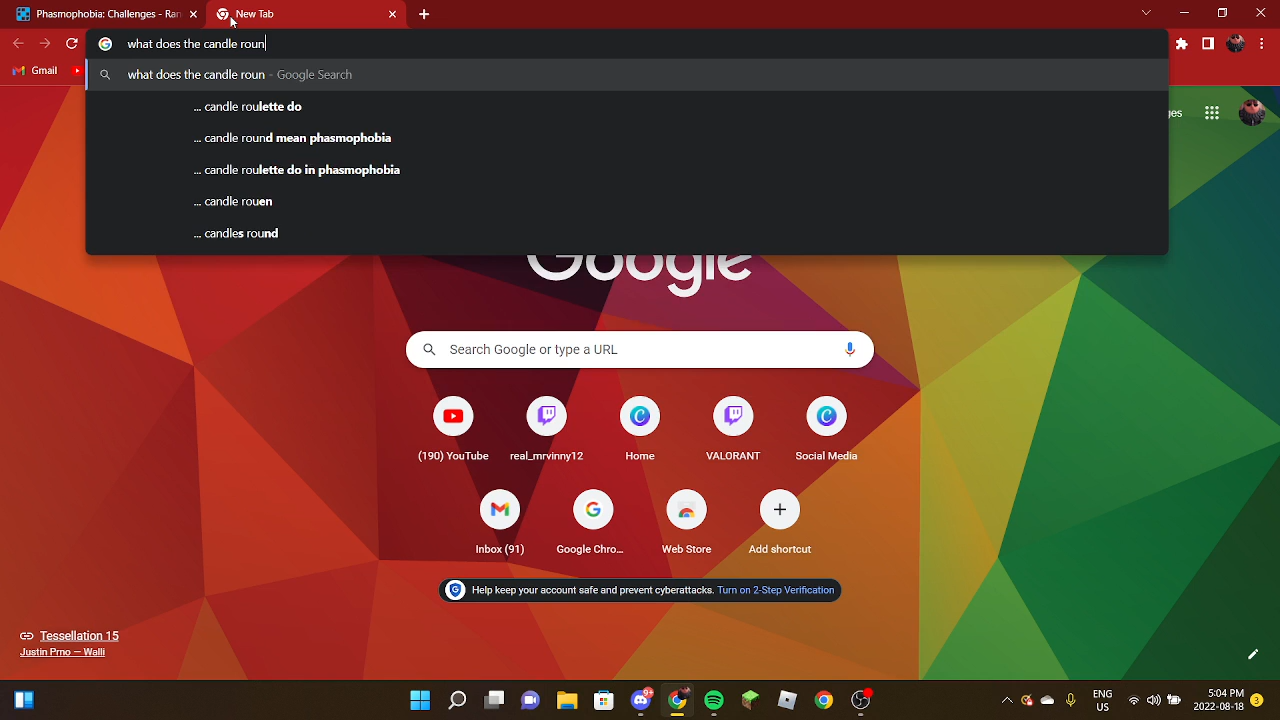 Phasmophobia: Challenges - Ran
New Tab
what does the candle roun
Gmail
what does the candle roun - Google Search
... candle roulette do
... candle round mean phasmophobia
... candle roulette do in phasmophobia
... candle rouen
... candles round
ges
Google
Search Google or type a URL
(190) YouTube
real_mrvinny12
Home
VALORANT
Social Media
Inbox (91)
Google Chro...
Web Store
Add shortcut
Help keep your account safe and prevent cyberattacks. Turn on 2-Step Verification
Tessellation 15
Justin Prno — Walli
9+
ENG
US
5:04 PM
2022-08-18
3